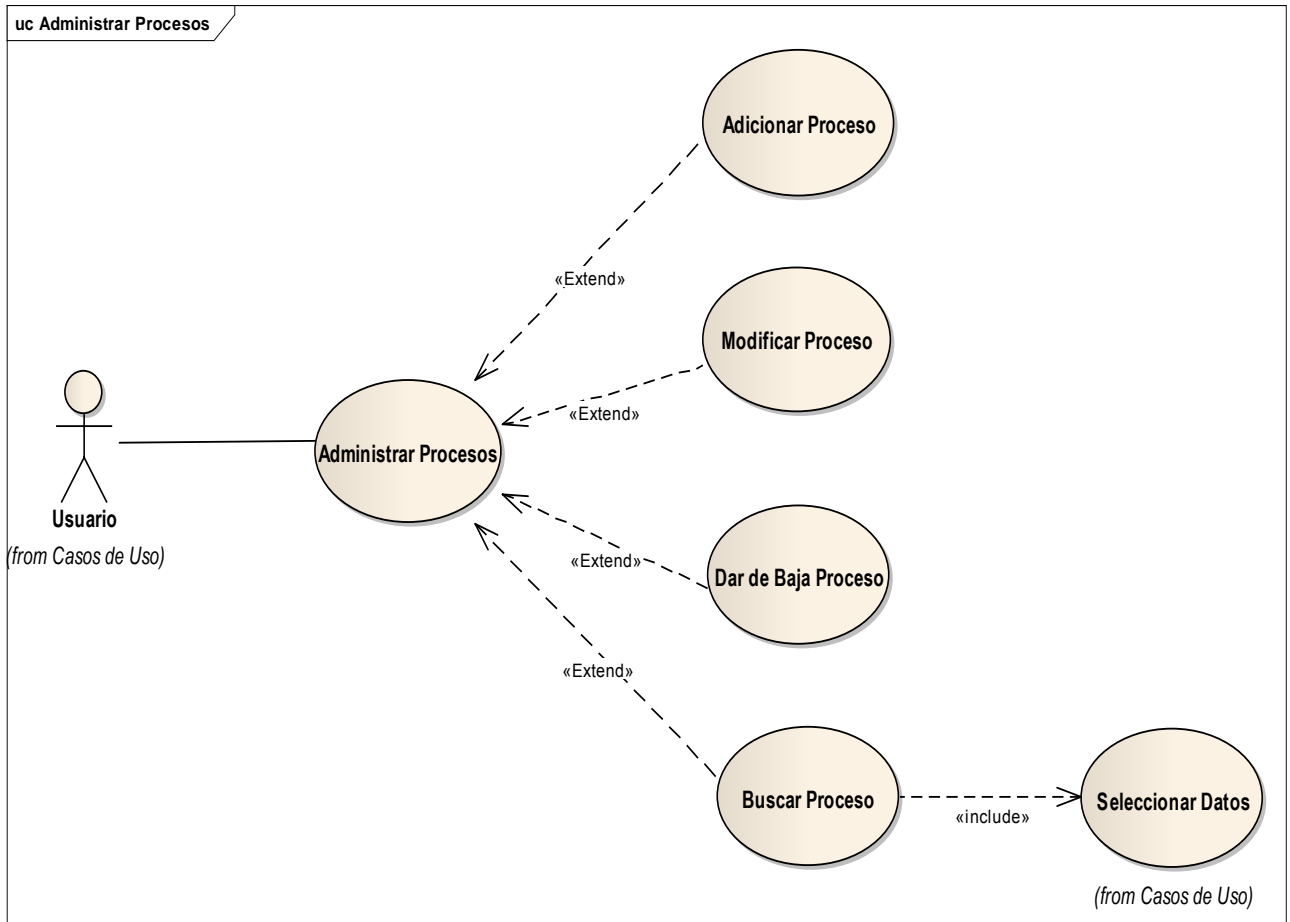 uc Administrar Procesos
Adicionar Proceso
«Extend»
Modificar Proceso
«Extend»
Administrar Procesos
Usuario
(from Casos de Uso)
«Extend»
Dar de Baja Proceso
«Extend»
Buscar Proceso
«include»
Seleccionar Datos
(from Casos de Uso)